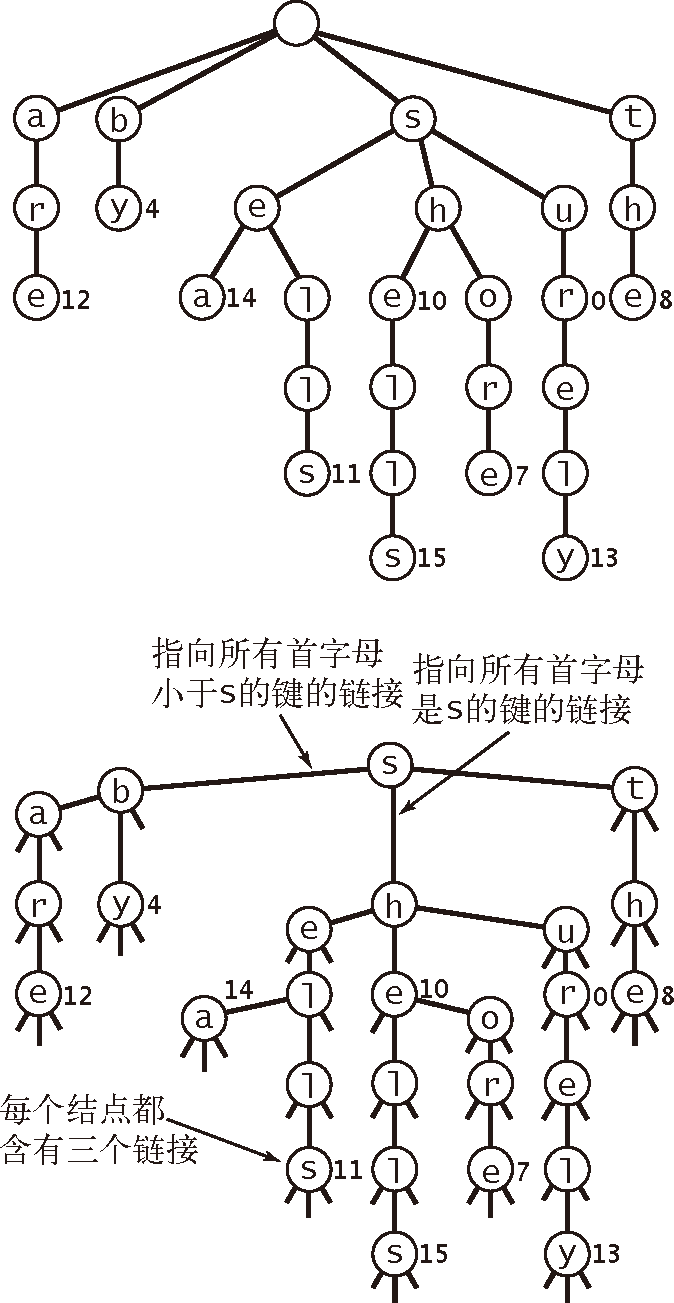 a b s t
r y 4 e h u h
e 12 a 14 l e 10 o r 0 e 8
l l r e
s 11 l e 7 l
s 15 y 13
指向所有首字母
小于s的键的链接
指向所有首字母
是s的键的链接
s
b t
a
r y 4 e h u h
e 12 14 l e 10 r 0 e 8
a o
每个结点都
含有三个链接
l l r e
s 11 l e 7 l
s 15 y 13